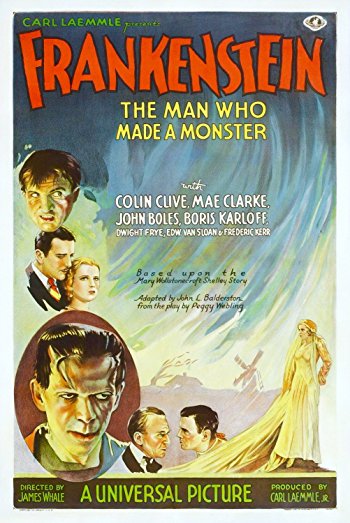 CARL LAEMMLE presents
FRANKENSTEIN
THE MAN WHO
MADE A MONSTER
with
COLIN CLIVE, MAE CLARKE,
JOHN BOLES, BORIS KARLOFF,
DWIGHT FRYE, EDW. VAN SLOAN & FREDERIC KERR
Based upon the
Mary Wollstonecraft Shelley Story
Adapted by John L. Balderston
from the play by Peggy Webling
DIRECTED BY
JAMES WHALE
A UNIVERSAL PICTURE
PRODUCED BY
CARL LAEMMLE, JR.